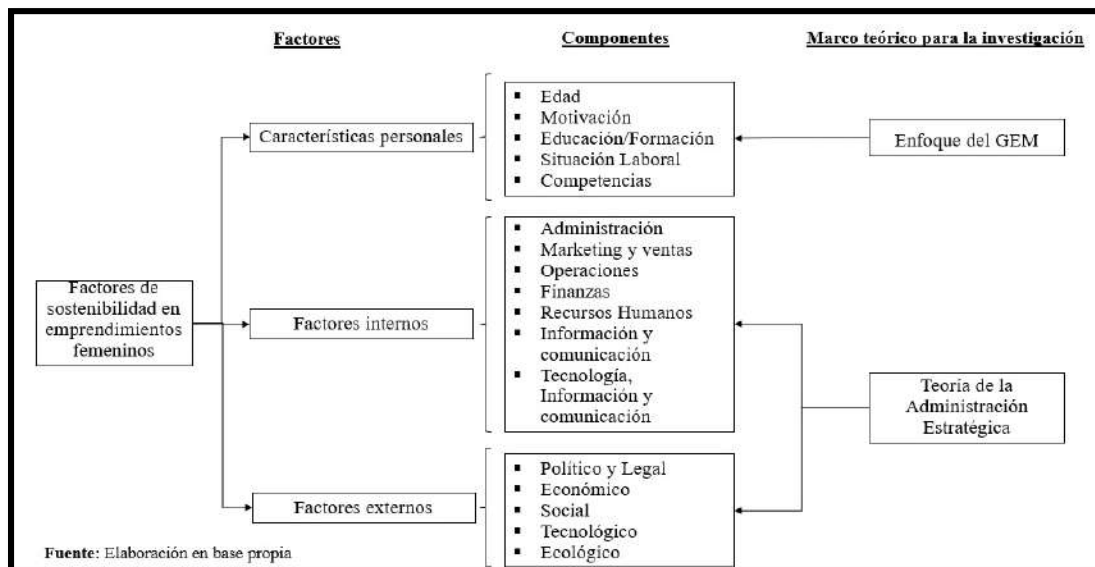 Factores
Componentes
Marco teórico para la investigación
Factores de
sostenibilidad en
emprendimientos
femeninos
Características personales
▪ Edad
▪ Motivación
▪ Educación/Formación
▪ Situación Laboral
▪ Competencias
Enfoque del GEM
Factores internos
▪ Administración
▪ Marketing y ventas
▪ Operaciones
▪ Finanzas
▪ Recursos Humanos
▪ Información y
comunicación
▪ Tecnología,
Información y
comunicación
Teoría de la
Administración
Estratégica
Factores externos
▪ Político y Legal
▪ Económico
▪ Social
▪ Tecnológico
▪ Ecológico
Fuente: Elaboración en base propia